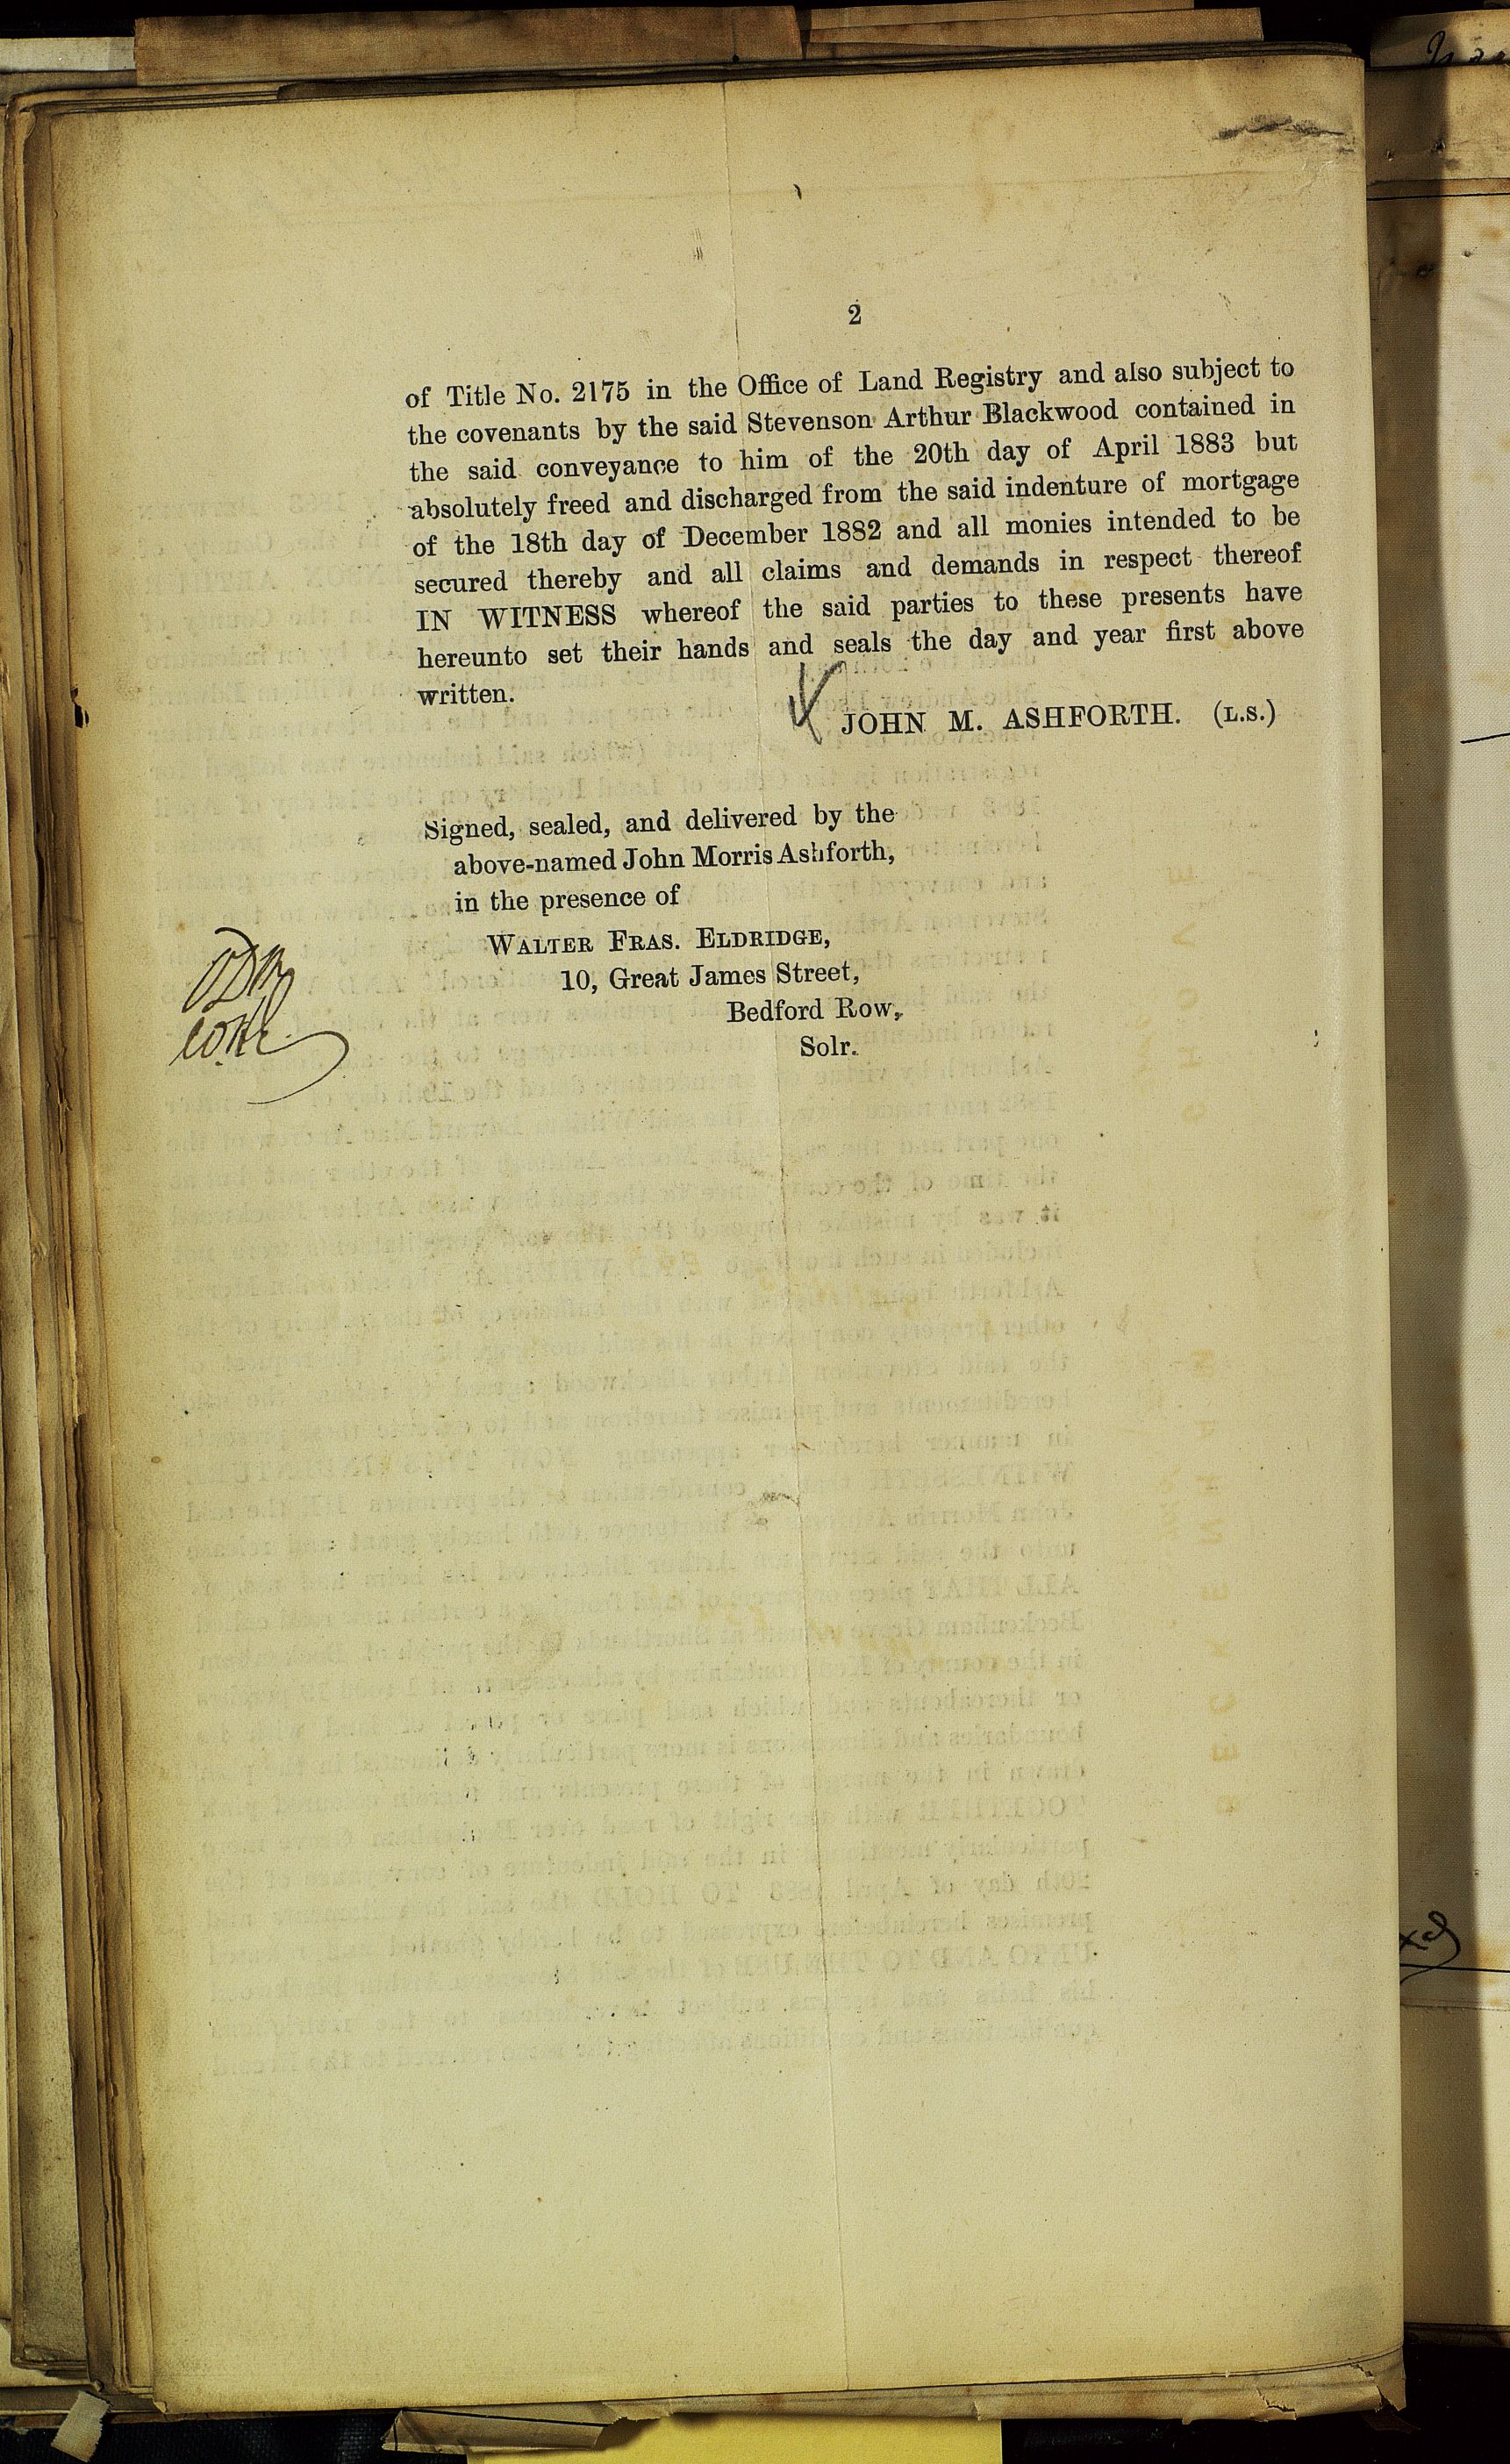 2
of Title No. 2175 in the Office of Land Registry and also subject to
the covenants by the said Stevenson Arthur Blackwood contained in
the said conveyance to him of the 20th day of April 1883 but
absolutely freed and discharged from the said indenture of mortgage
of the 18th day of December 1882 and all monies intended to be
secured thereby and all claims and demands in respect thereof
IN WITNESS whereof the said parties to these presents have
hereunto set their hands and seals the day and year first above
written.
JOHN M. ASHFORTH. (L.S.)
Signed, sealed, and delivered by the
above-named John Morris Ashforth,
in the presence of
WALTER FRAS. ELDRIDGE,
10, Great James Street,
Bedford Row,
Solr.